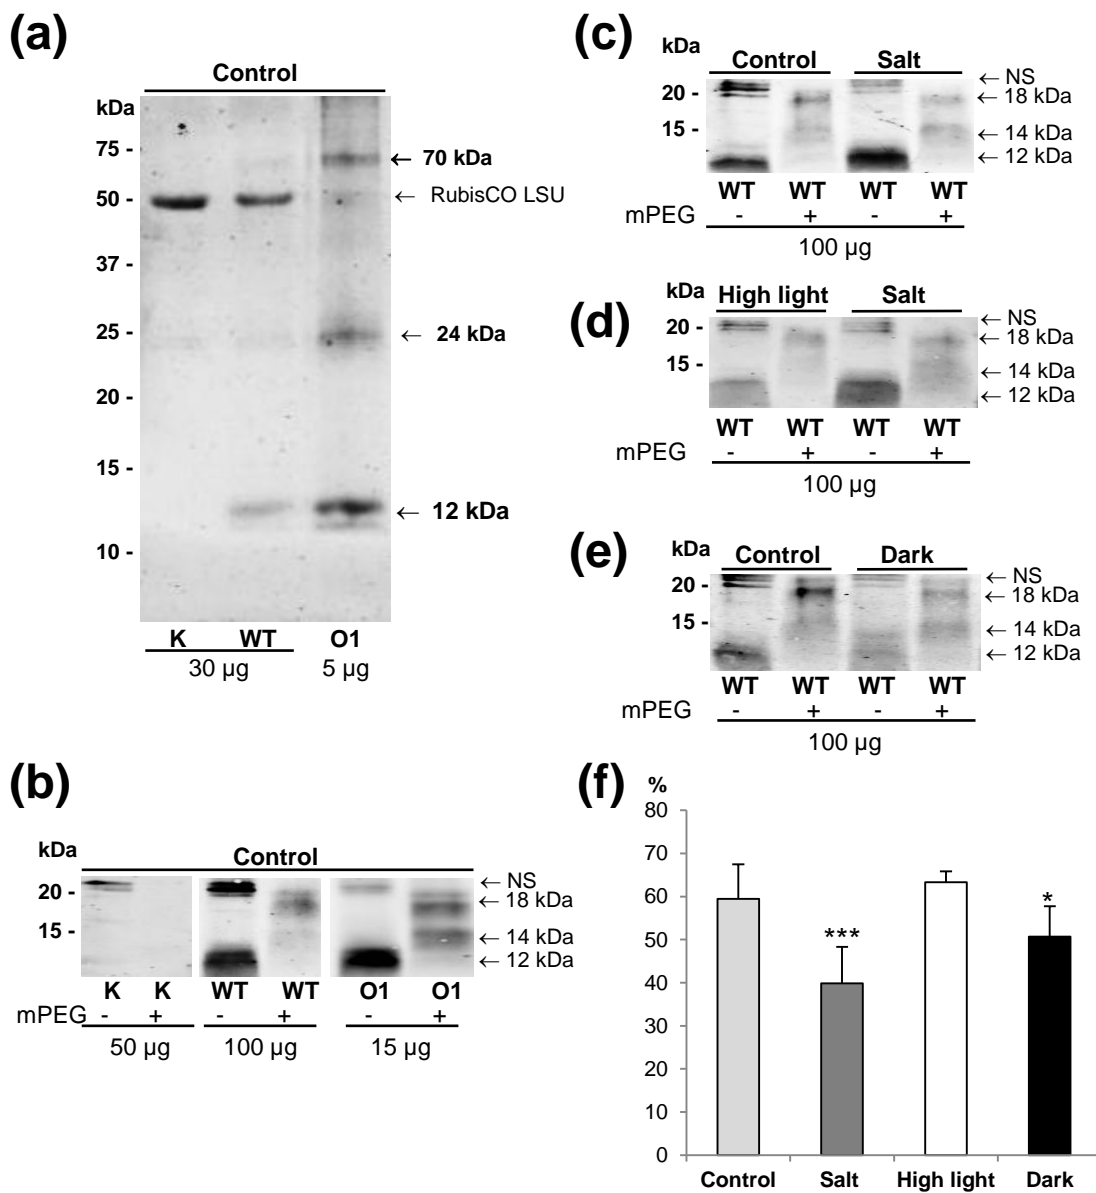 (a)
Control
kDa
75 -
50 -
37 -
25 -
20 -
15 -
10 -
← 70 kDa
← RubisCO LSU
← 24 kDa
← 12 kDa
K WT O1
30 µg 5 µg
(b)
kDa
Control
20 -
15 -
← NS
← 18 kDa
← 14 kDa
← 12 kDa
K K WT WT O1 O1
mPEG - + - + - +
50 µg 100 µg 15 µg
(c)
kDa
Control Salt
20 -
15 -
← NS
← 18 kDa
← 14 kDa
← 12 kDa
WT WT WT WT
mPEG - + - +
100 µg
(d)
kDa
High light Salt
20 -
15 -
← NS
← 18 kDa
← 14 kDa
← 12 kDa
WT WT WT WT
mPEG - + - +
100 µg
(e)
kDa
Control Dark
20 -
15 -
← NS
← 18 kDa
← 14 kDa
← 12 kDa
WT WT WT WT
mPEG - + - +
100 µg
(f)
%
80
70
60
50
40
30
20
10
0
***
*
Control Salt High light Dark